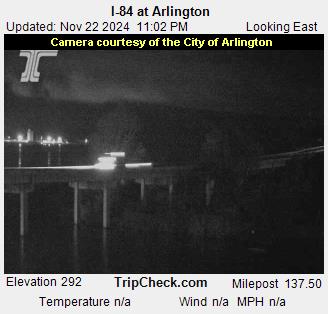 I-84 at Arlington
Updated: Nov 22 2024 11:02 PM Looking East
Camera courtesy of the City of Arlington
Elevation 292 TripCheck.com Milepost 137.50
Temperature n/a Wind n/a MPH n/a